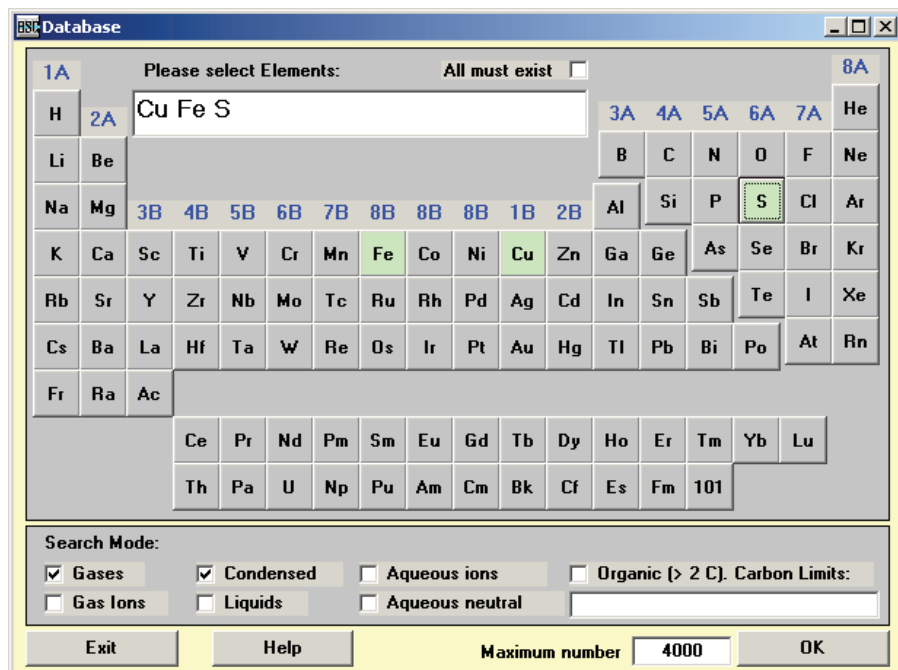 HSC Database
1A Please select Elements: All must exist 8A
H 2A Cu Fe S 3A 4A 5A 6A 7A He
Li Be B C N O F Ne
Na Mg 3B 4B 5B 6B 7B 8B 8B 8B 1B 2B Al Si P S Cl Ar
K Ca Sc Ti V Cr Mn Fe Co Ni Cu Zn Ga Ge As Se Br Kr
Rb Sr Y Zr Nb Mo Tc Ru Rh Pd Ag Cd In Sn Sb Te I Xe
Cs Ba La Hf Ta W Re Os Ir Pt Au Hg Tl Pb Bi Po At Rn
Fr Ra Ac
Ce Pr Nd Pm Sm Eu Gd Tb Dy Ho Er Tm Yb Lu
Th Pa U Np Pu Am Cm Bk Cf Es Fm 101
Search Mode:
Gases Condensed Aqueous ions Organic (> 2 C). Carbon Limits:
Gas Ions Liquids Aqueous neutral
Exit Help Maximum number 4000 OK